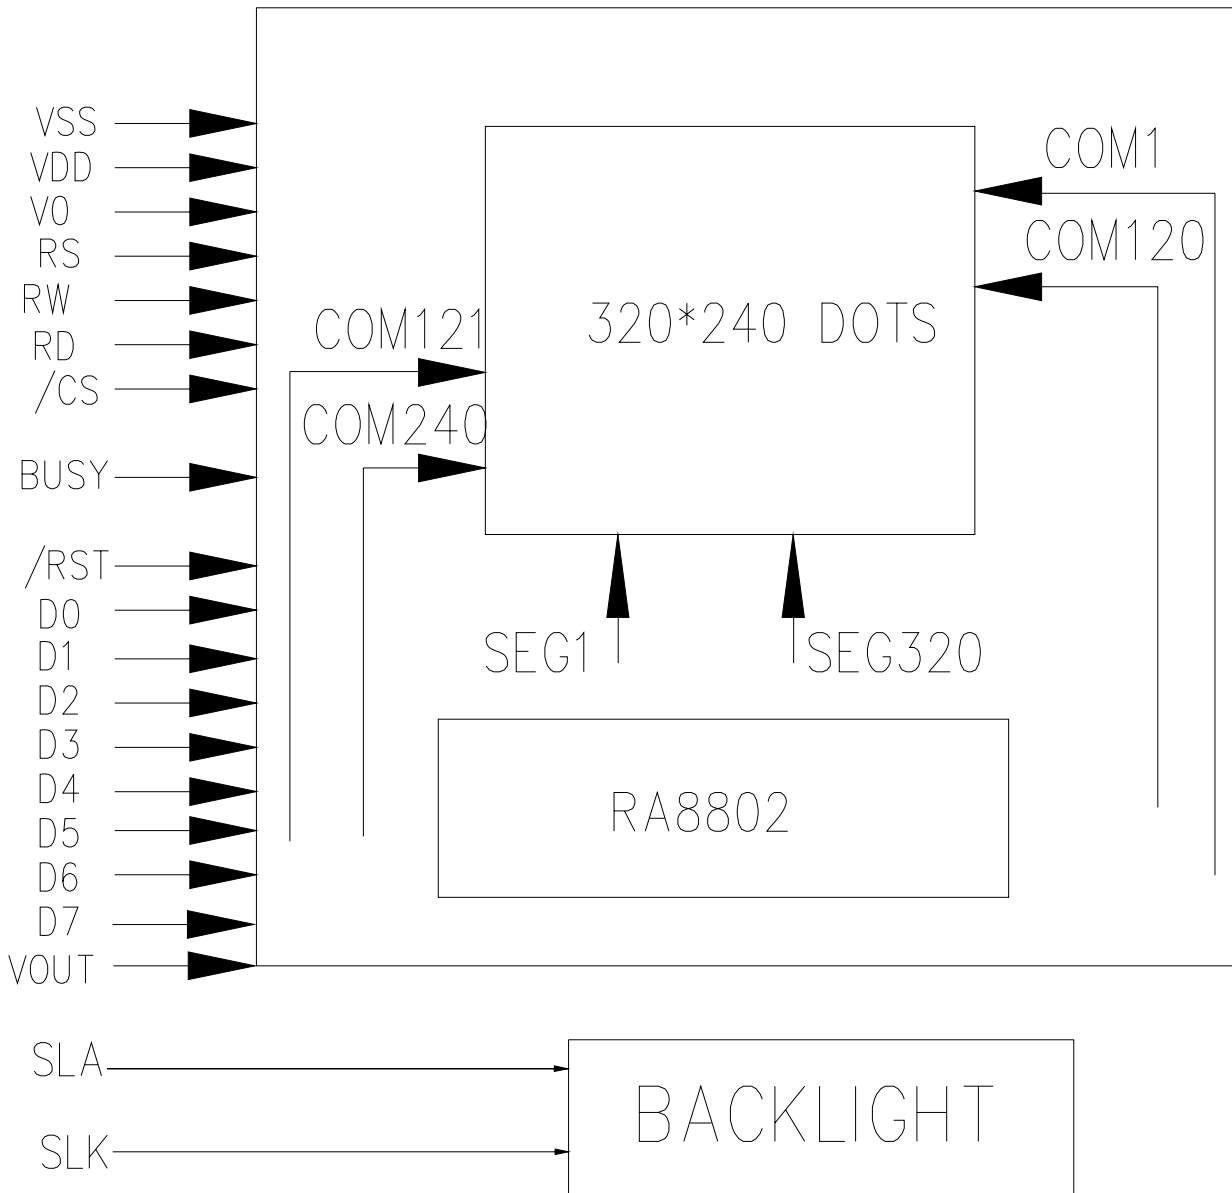 VSS
VDD
V0
RS
RW
RD
/CS
BUSY
/RST
D0
D1
D2
D3
D4
D5
D6
D7
VOUT
COM1
COM120
320*240 DOTS
COM121
COM240
SEG1
SEG320
RA8802
SLA
SLK
BACKLIGHT